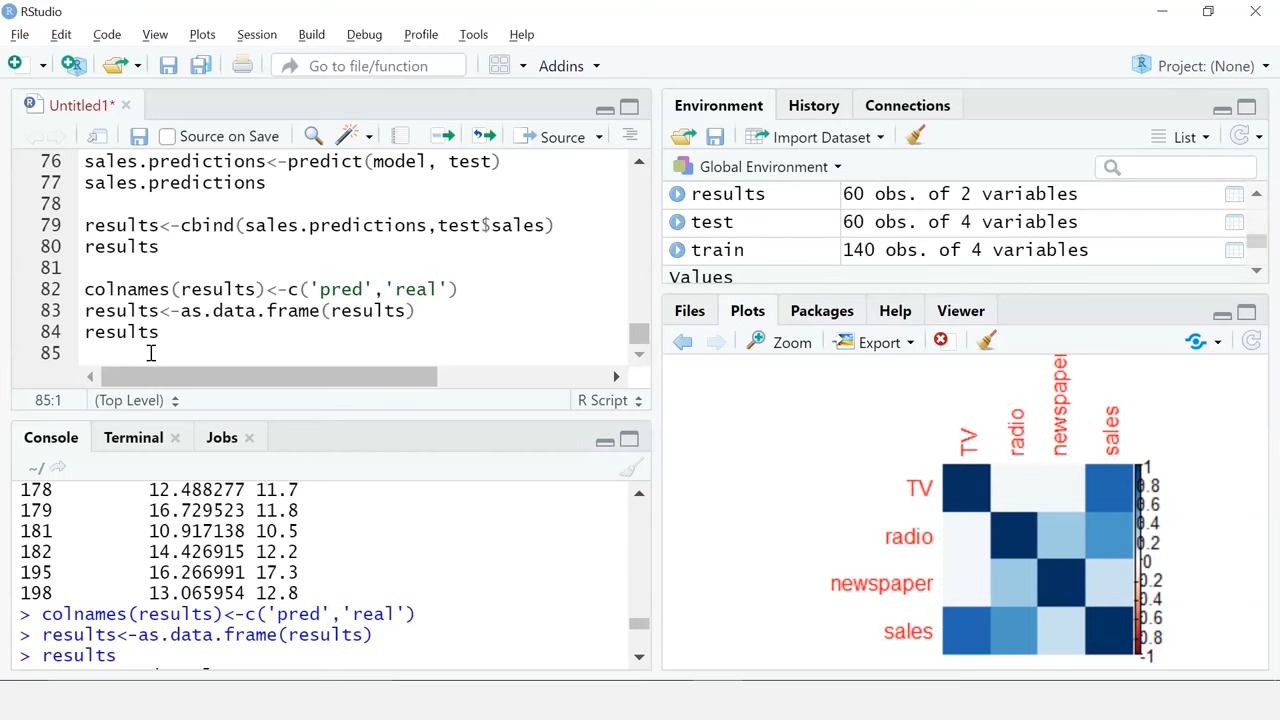 RStudio
File Edit Code View Plots Session Build Debug Profile Tools Help
Go to file/function Addins Project: (None)
Untitled1*
Source on Save Source
76 sales.predictions<-predict(model, test)
77 sales.predictions
78
79 results<-cbind(sales.predictions,test$sales)
80 results
81
82 colnames(results)<-c('pred','real')
83 results<-as.data.frame(results)
84 results
85
85:1 (Top Level) R Script
Console Terminal Jobs
~/
178 12.488277 11.7
179 16.729523 11.8
181 10.917138 10.5
182 14.426915 12.2
195 16.266991 17.3
198 13.065954 12.8
> colnames(results)<-c('pred','real')
> results<-as.data.frame(results)
> results
Environment History Connections
Import Dataset List
Global Environment
results 60 obs. of 2 variables
test 60 obs. of 4 variables
train 140 obs. of 4 variables
Values
Files Plots Packages Help Viewer
Zoom Export
TV radio newspaper sales
TV
radio
newspaper
sales
1
0.8
0.6
0.4
0.2
0
-0.2
-0.4
-0.6
-0.8
-1